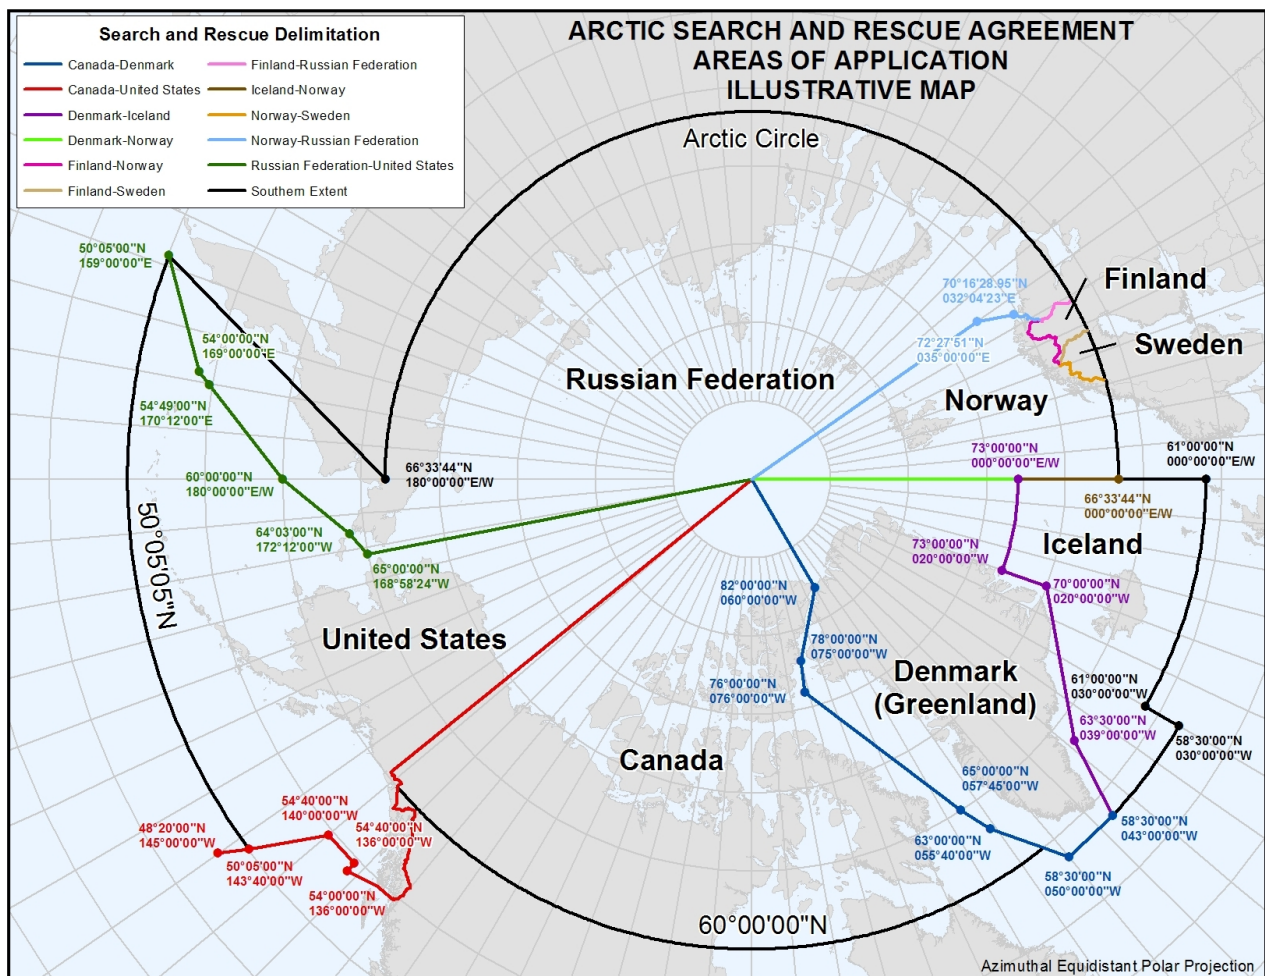 ARCTIC SEARCH AND RESCUE AGREEMENT
AREAS OF APPLICATION
ILLUSTRATIVE MAP
Search and Rescue Delimitation
Canada-Denmark
Canada-United States
Denmark-Iceland
Denmark-Norway
Finland-Norway
Finland-Sweden
Finland-Russian Federation
Iceland-Norway
Norway-Sweden
Norway-Russian Federation
Russian Federation-United States
Southern Extent
Arctic Circle
50°05'00"N
159°00'00"E
54°00'00"N
169°00'00"E
54°49'00"N
170°12'00"E
60°00'00"N
180°00'00"E/W
64°03'00"N
172°12'00"W
65°00'00"N
168°58'24"W
66°33'44"N
180°00'00"E/W
50°05'05"N
Russian Federation
70°16'28.95"N
032°04'23"E
72°27'51"N
035°00'00"E
Finland
Sweden
Norway
73°00'00"N
000°00'00"E/W
61°00'00"N
000°00'00"E/W
66°33'44"N
000°00'00"E/W
Iceland
73°00'00"N
020°00'00"W
70°00'00"N
020°00'00"W
82°00'00"N
060°00'00"W
78°00'00"N
075°00'00"W
76°00'00"N
076°00'00"W
United States
Denmark
(Greenland)
61°00'00"N
030°00'00"W
63°30'00"N
039°00'00"W
58°30'00"N
030°00'00"W
Canada
65°00'00"N
057°45'00"W
63°00'00"N
055°40'00"W
58°30'00"N
043°00'00"W
58°30'00"N
050°00'00"W
54°40'00"N
140°00'00"W
54°40'00"N
136°00'00"W
48°20'00"N
145°00'00"W
50°05'00"N
143°40'00"W
54°00'00"N
136°00'00"W
60°00'00"N
Azimuthal Equidistant Polar Projection